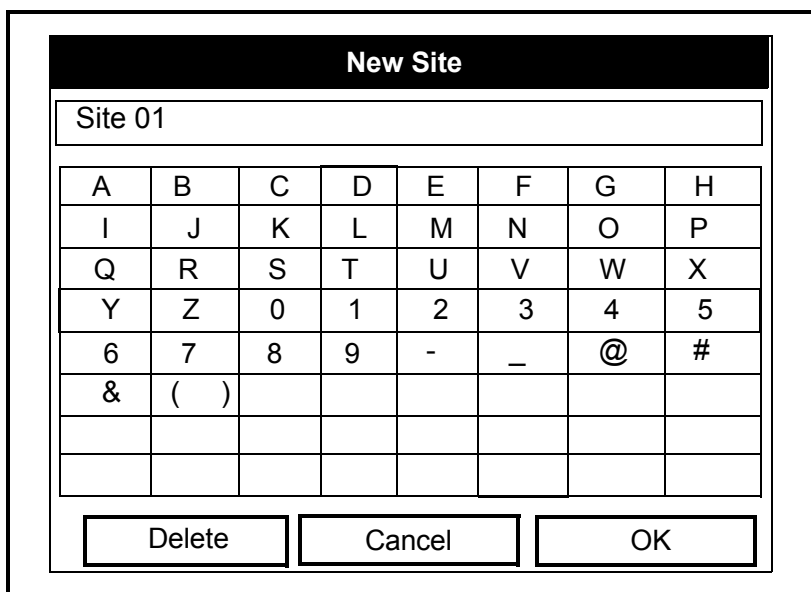 New Site
Site 01
A B C D E F G H
I J K L M N O P
Q R S T U V W X
Y Z 0 1 2 3 4 5
6 7 8 9 - _ @ #
& ( )
Delete Cancel OK